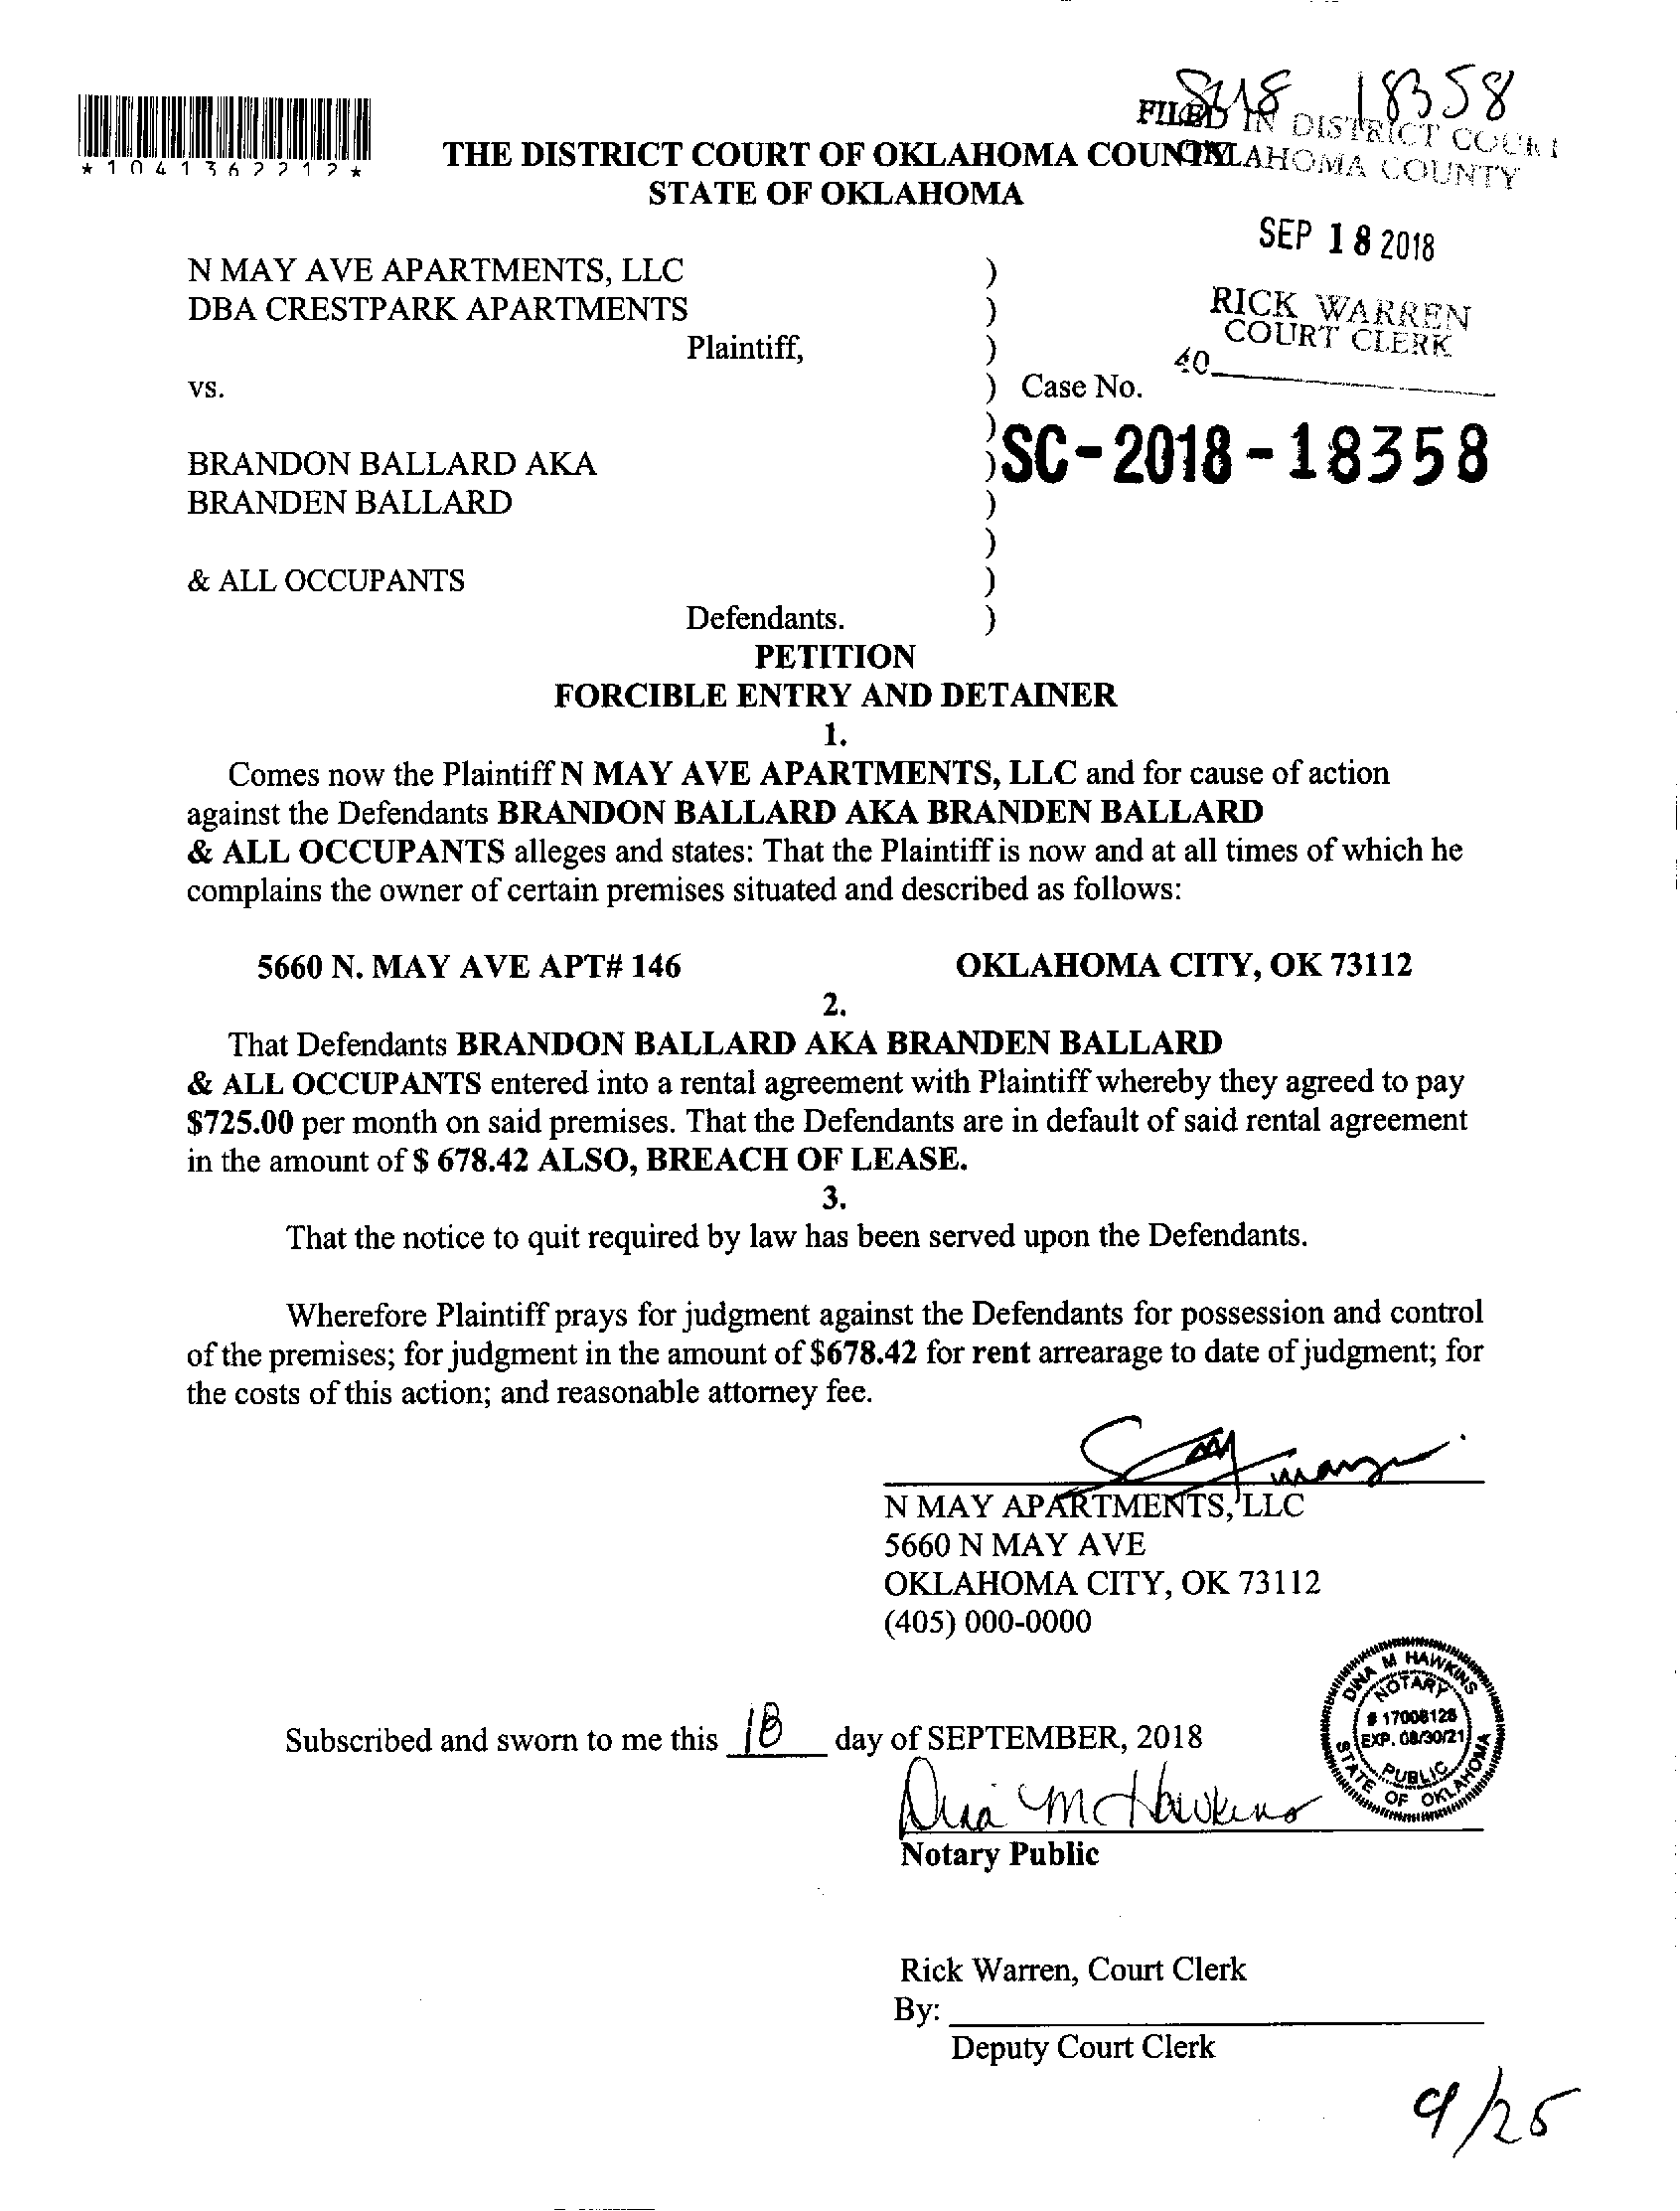 18358
FILED IN DISTRICT COURT
*1041362212*
THE DISTRICT COURT OF OKLAHOMA COUNTY
OKLAHOMA COUNTY
STATE OF OKLAHOMA
SEP 18 2018
N MAY AVE APARTMENTS, LLC )
DBA CRESTPARK APARTMENTS )
RICK WARREN
COURT CLERK
Plaintiff, )
40
vs. ) Case No.
)
BRANDON BALLARD AKA ) SC-2018-18358
BRANDEN BALLARD )
)
& ALL OCCUPANTS )
Defendants. )
PETITION
FORCIBLE ENTRY AND DETAINER
1.
Comes now the Plaintiff N MAY AVE APARTMENTS, LLC and for cause of action
against the Defendants BRANDON BALLARD AKA BRANDEN BALLARD
& ALL OCCUPANTS alleges and states: That the Plaintiff is now and at all times of which he
complains the owner of certain premises situated and described as follows:
5660 N. MAY AVE APT# 146 OKLAHOMA CITY, OK 73112
2.
That Defendants BRANDON BALLARD AKA BRANDEN BALLARD
& ALL OCCUPANTS entered into a rental agreement with Plaintiff whereby they agreed to pay
$725.00 per month on said premises. That the Defendants are in default of said rental agreement
in the amount of $ 678.42 ALSO, BREACH OF LEASE.
3.
That the notice to quit required by law has been served upon the Defendants.
Wherefore Plaintiff prays for judgment against the Defendants for possession and control
of the premises; for judgment in the amount of $678.42 for rent arrearage to date of judgment; for
the costs of this action; and reasonable attorney fee.
N MAY APARTMENTS, LLC
5660 N MAY AVE
OKLAHOMA CITY, OK 73112
(405) 000-0000
DINA M HAWKINS
NOTARY
# 17008128
EXP. 08/30/21
PUBLIC
STATE OF OKLAHOMA
Subscribed and sworn to me this 18 day of SEPTEMBER, 2018
Dina M Hawkins
Notary Public
Rick Warren, Court Clerk
By:
Deputy Court Clerk
9/25